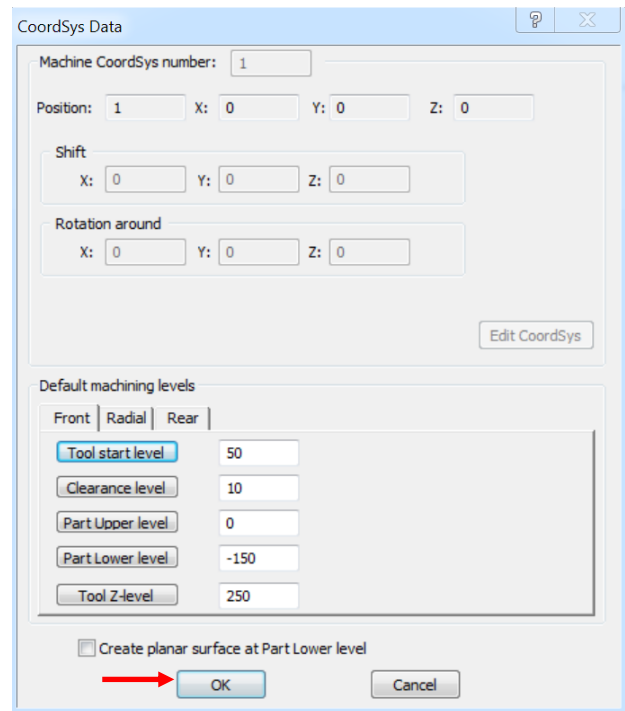 CoordSys Data
Machine CoordSys number: 1
Position: 1 X: 0 Y: 0 Z: 0
Shift
X: 0 Y: 0 Z: 0
Rotation around
X: 0 Y: 0 Z: 0
Edit CoordSys
Default machining levels
Front Radial Rear
Tool start level 50
Clearance level 10
Part Upper level 0
Part Lower level -150
Tool Z-level 250
Create planar surface at Part Lower level
OK Cancel